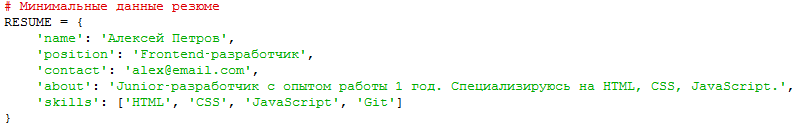 # Минимальные данные резюме
RESUME = {
    'name': 'Алексей Петров',
    'position': 'Frontend-разработчик',
    'contact': 'alex@email.com',
    'about': 'Junior-разработчик с опытом работы 1 год. Специализируюсь на HTML, CSS, JavaScript.',
    'skills': ['HTML', 'CSS', 'JavaScript', 'Git']
}